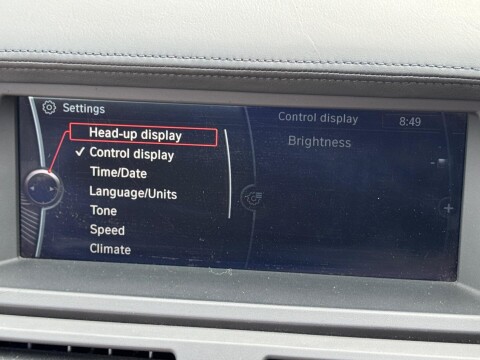 Settings
Control display
8:49
Head-up display
Brightness
✓ Control display
Time/Date
Language/Units
Tone
Speed
Climate